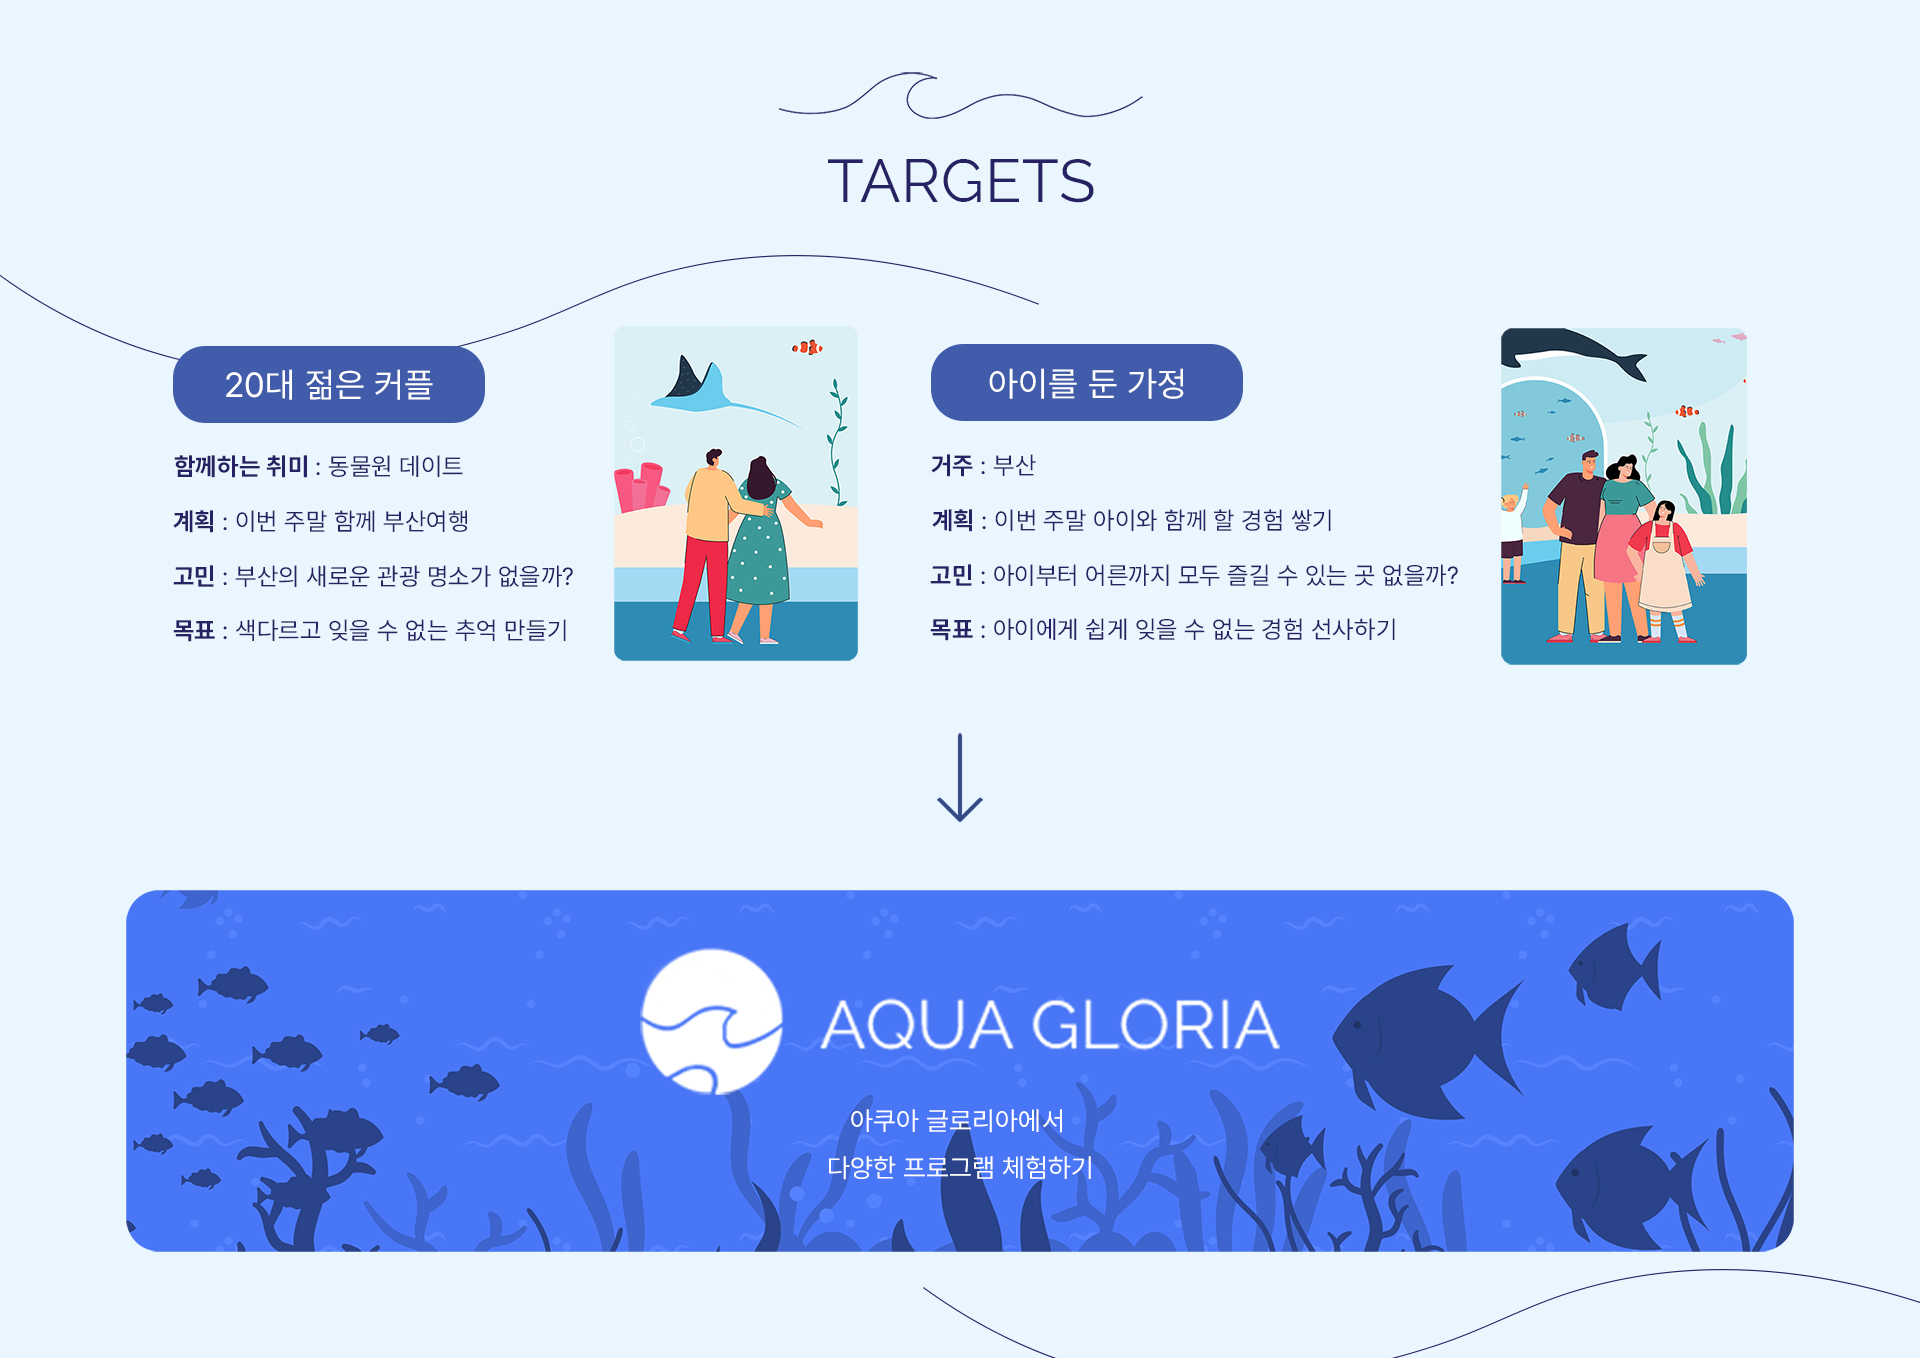 TARGETS
20대 젊은 커플
함께하는 취미 : 동물원 데이트
계획 : 이번 주말 함께 부산여행
고민 : 부산의 새로운 관광 명소가 없을까?
목표 : 색다르고 잊을 수 없는 추억 만들기
아이를 둔 가정
거주 : 부산
계획 : 이번 주말 아이와 함께 할 경험 쌓기
고민 : 아이부터 어른까지 모두 즐길 수 있는 곳 없을까?
목표 : 아이에게 쉽게 잊을 수 없는 경험 선사하기
AQUA GLORIA
아쿠아 글로리아에서
다양한 프로그램 체험하기